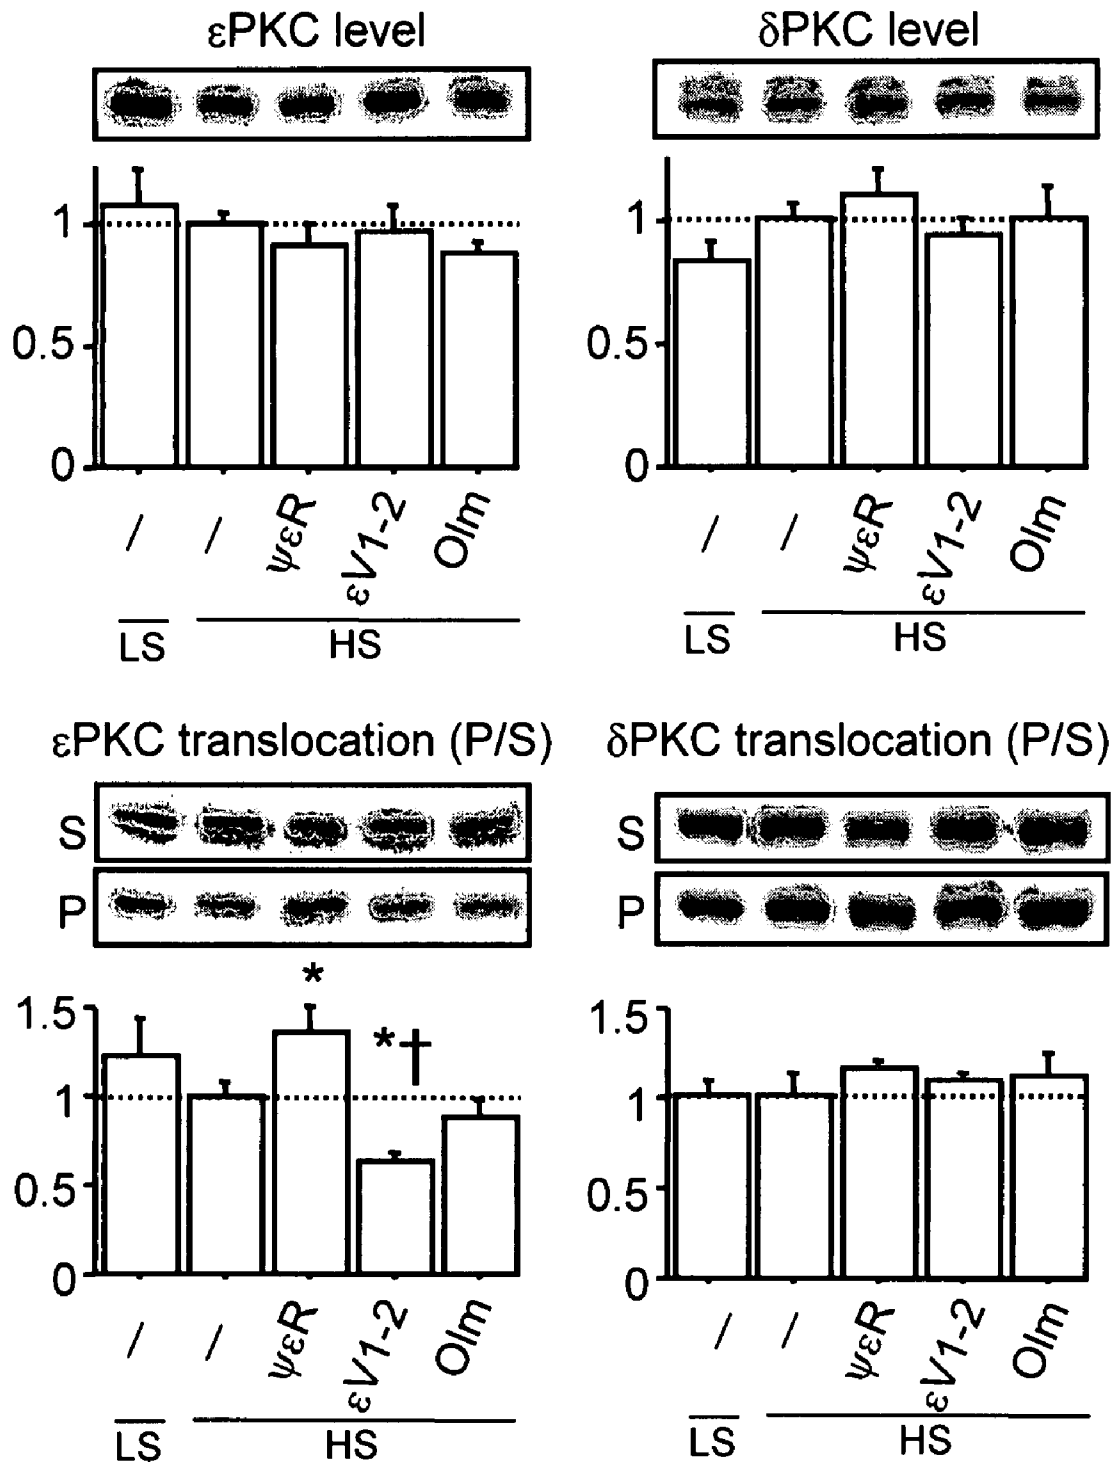 εPKC level
1
0.5
0
/ / ψεR εV1-2 Olm
LS HS
δPKC level
1
0.5
0
/ / ψεR εV1-2 Olm
LS HS
εPKC translocation (P/S)
S
P
* *†
1.5
1
0.5
0
/ / ψεR εV1-2 Olm
LS HS
δPKC translocation (P/S)
S
P
1.5
1
0.5
0
/ / ψεR εV1-2 Olm
LS HS